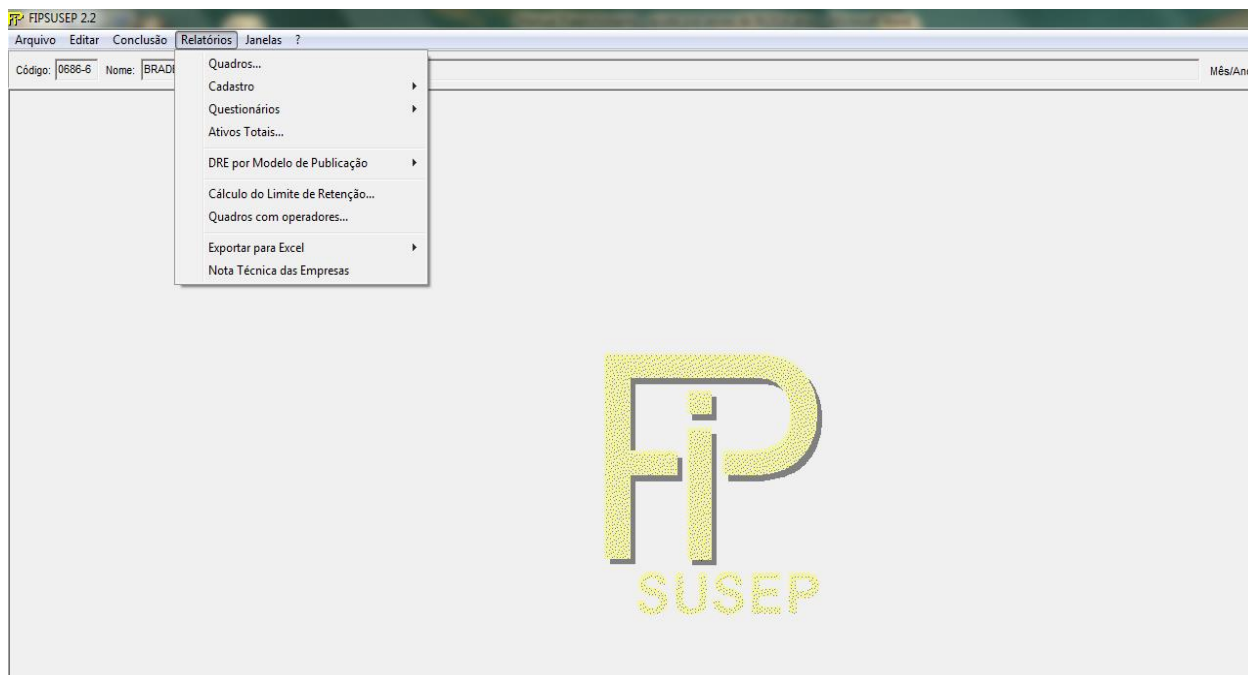 FIPSUSEP 2.2
Arquivo Editar Conclusão Relatórios Janelas ?
Código: 0686-6 Nome: BRAD Mês/An
Quadros...
Cadastro
Questionários
Ativos Totais...
DRE por Modelo de Publicação
Cálculo do Limite de Retenção...
Quadros com operadores...
Exportar para Excel
Nota Técnica das Empresas
FiP
SUSEP